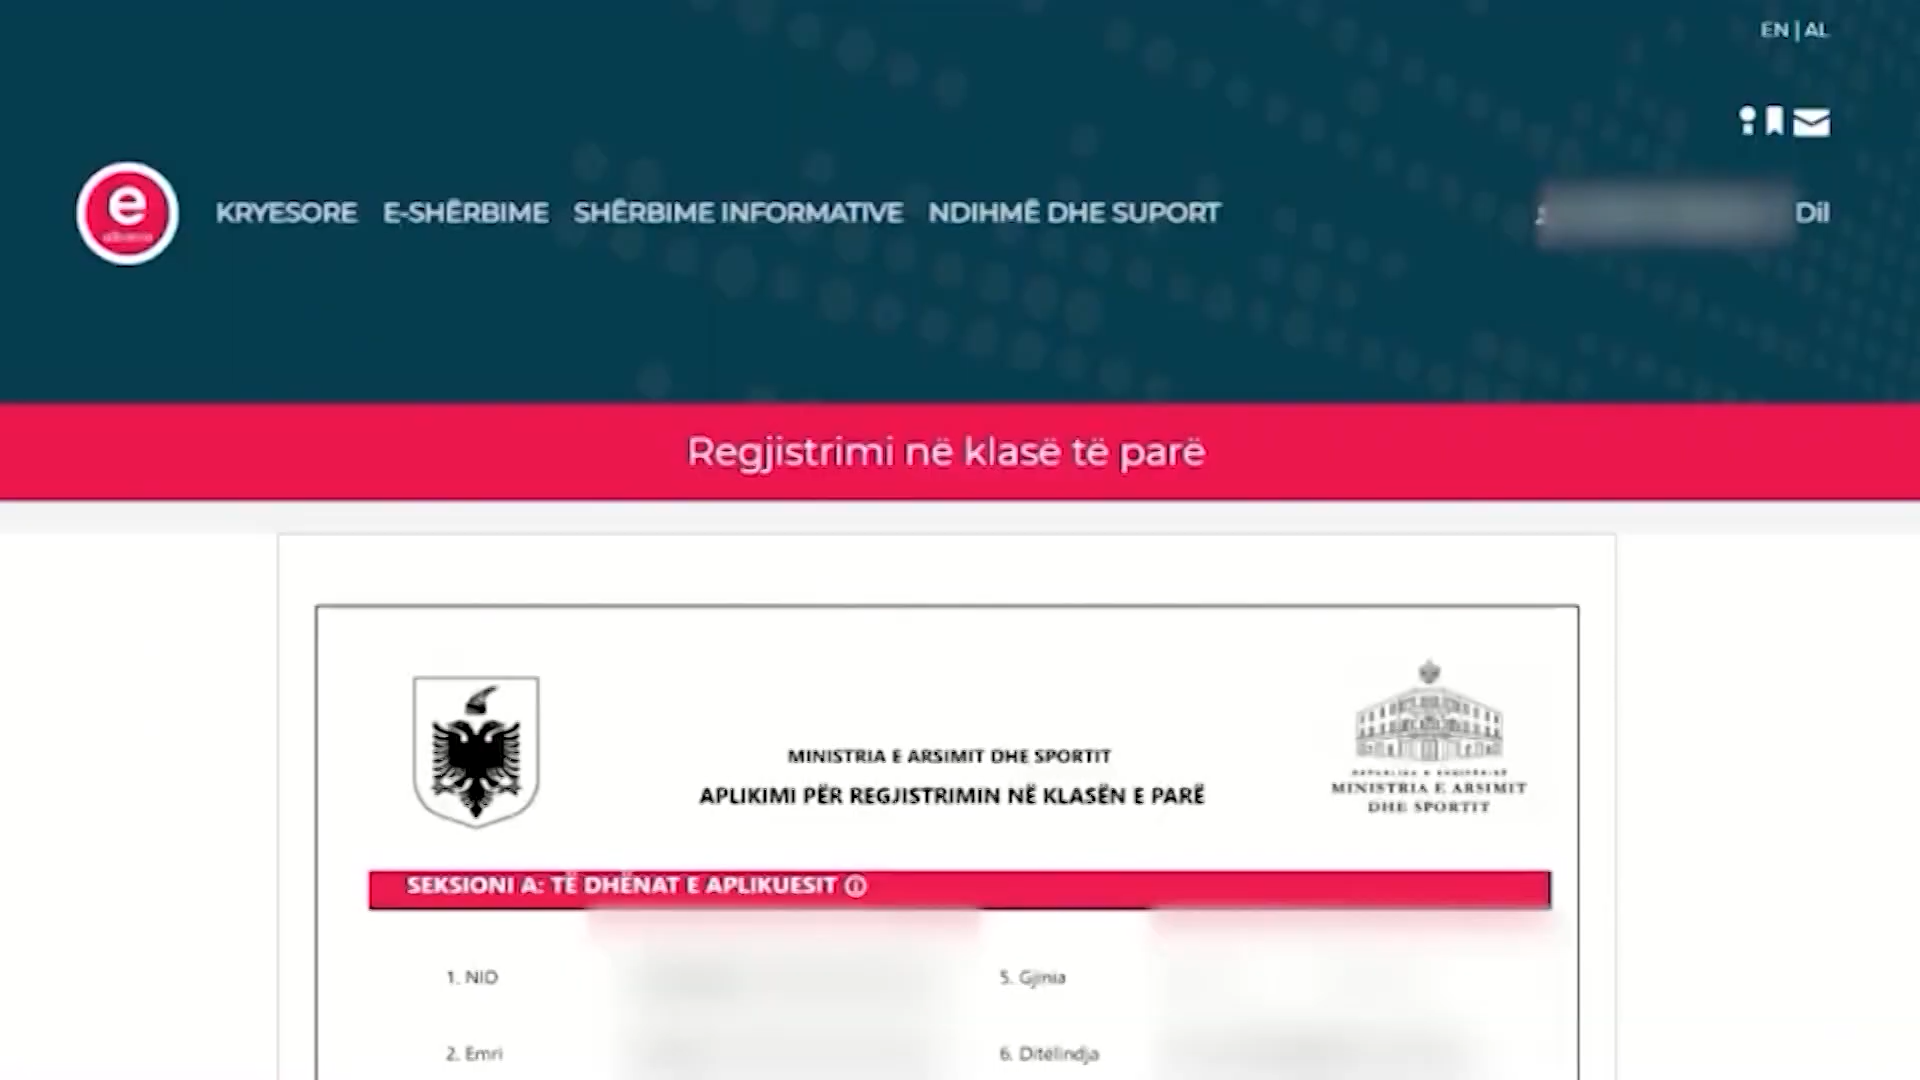 EN | AL
e
KRYESORE E-SHËRBIME SHËRBIME INFORMATIVE NDIHMË DHE SUPORT Dil
Regjistrimi në klasë të parë
MINISTRIA E ARSIMIT DHE SPORTIT
APLIKIMI PËR REGJISTRIMIN NË KLASËN E PARË
REPUBLIKA E SHQIPËRISË
MINISTRIA E ARSIMIT
DHE SPORTIT
SEKSIONI A: TË DHËNAT E APLIKUESIT
1. NID
5. Gjinia
2. Emri
6. Ditëlindja